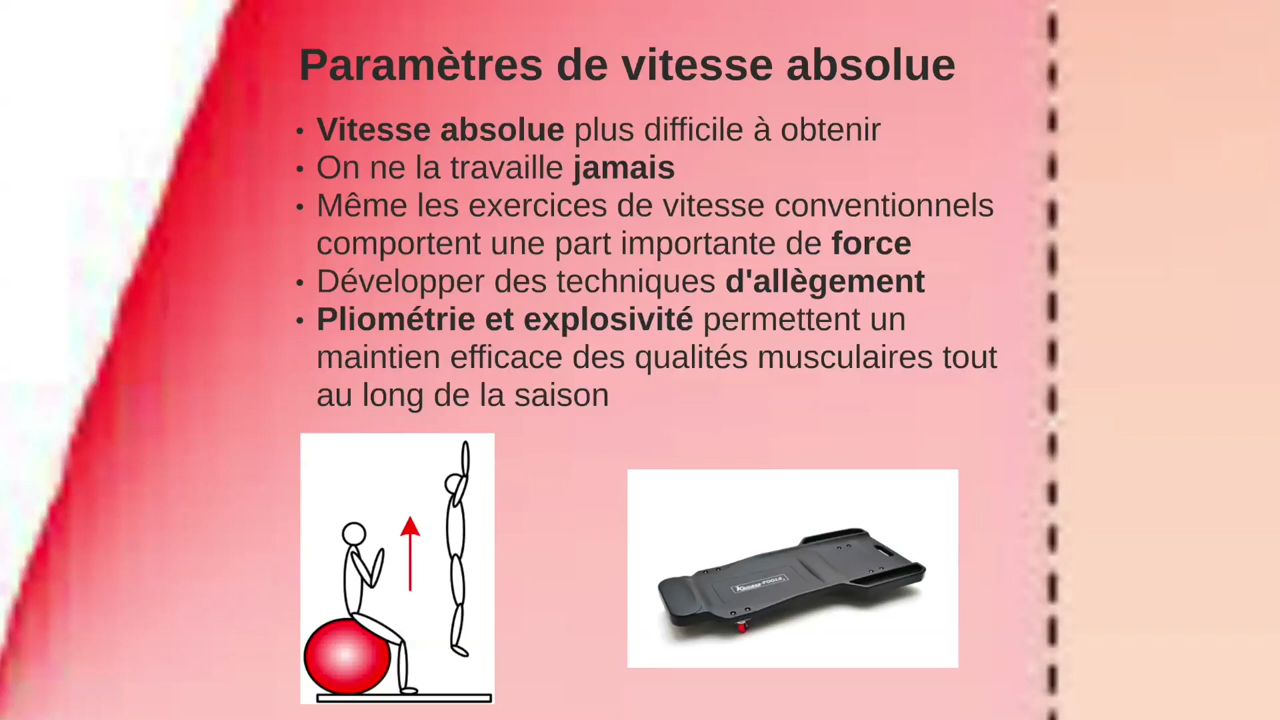 Paramètres de vitesse absolue
• Vitesse absolue plus difficile à obtenir
• On ne la travaille jamais
• Même les exercices de vitesse conventionnels
comportent une part importante de force
• Développer des techniques d'allègement
• Pliométrie et explosivité permettent un
maintien efficace des qualités musculaires tout
au long de la saison